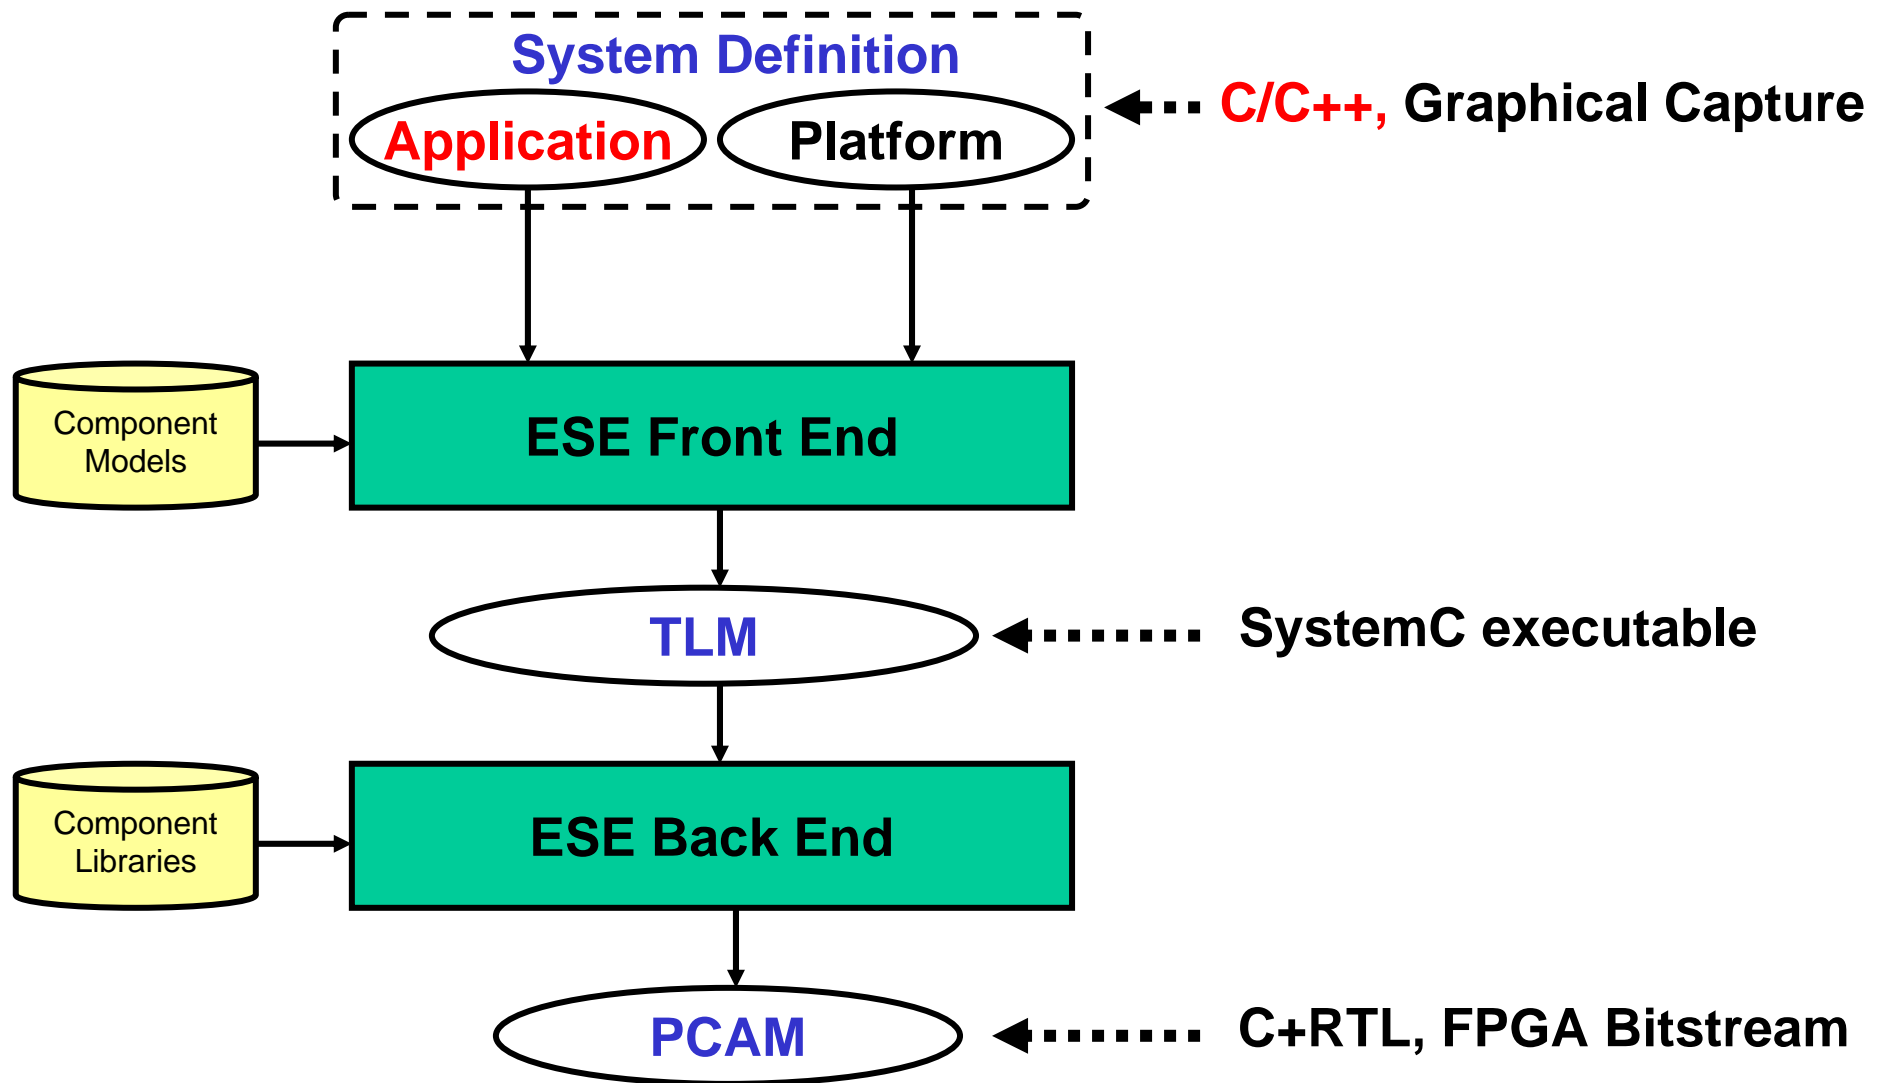 System Definition
Application
Platform
C/C++, Graphical Capture
Component
Models
ESE Front End
TLM
SystemC executable
Component
Libraries
ESE Back End
PCAM
C+RTL, FPGA Bitstream